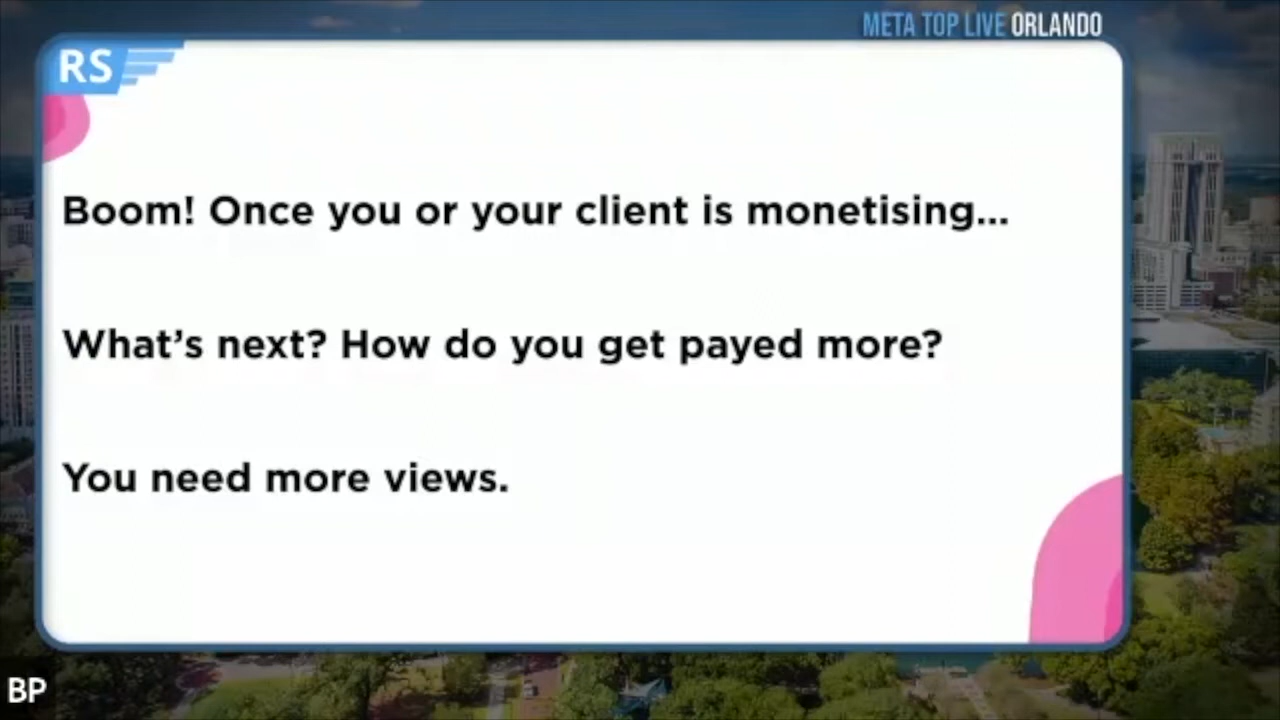 META TOP LIVE ORLANDO
RS
Boom! Once you or your client is monetising...
What's next? How do you get payed more?
You need more views.
BP